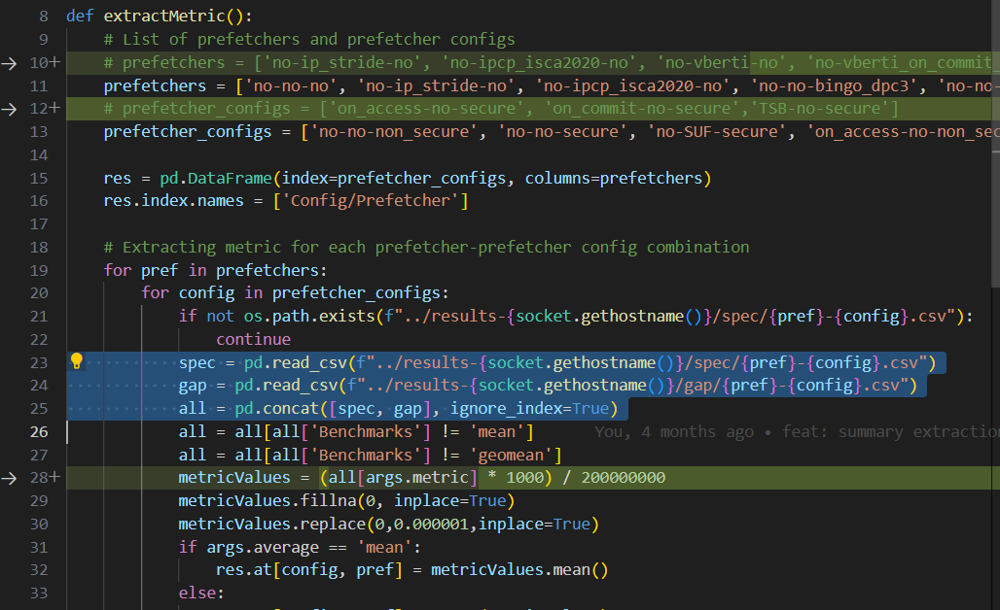 8 def extractMetric():
9 # List of prefetchers and prefetcher configs
10+ # prefetchers = ['no-ip_stride-no', 'no-ipcp_isca2020-no', 'no-vberti-no', 'no-vberti_on_commit
11 prefetchers = ['no-no-no', 'no-ip_stride-no', 'no-ipcp_isca2020-no', 'no-no-bingo_dpc3', 'no-no-
12+ # prefetcher_configs = ['on_access-no-secure', 'on_commit-no-secure','TSB-no-secure']
13 prefetcher_configs = ['no-no-non_secure', 'no-no-secure', 'no-SUF-secure', 'on_access-no-non_sec
14
15 res = pd.DataFrame(index=prefetcher_configs, columns=prefetchers)
16 res.index.names = ['Config/Prefetcher']
17
18 # Extracting metric for each prefetcher-prefetcher config combination
19 for pref in prefetchers:
20 for config in prefetcher_configs:
21 if not os.path.exists(f"../results-{socket.gethostname()}/spec/{pref}-{config}.csv"):
22 continue
23 spec = pd.read_csv(f"../results-{socket.gethostname()}/spec/{pref}-{config}.csv")
24 gap = pd.read_csv(f"../results-{socket.gethostname()}/gap/{pref}-{config}.csv")
25 all = pd.concat([spec, gap], ignore_index=True)
26 all = all[all['Benchmarks'] != 'mean'] You, 4 months ago • feat: summary extraction
27 all = all[all['Benchmarks'] != 'geomean']
28+ metricValues = (all[args.metric] * 1000) / 200000000
29 metricValues.fillna(0, inplace=True)
30 metricValues.replace(0,0.000001,inplace=True)
31 if args.average == 'mean':
32 res.at[config, pref] = metricValues.mean()
33 else: